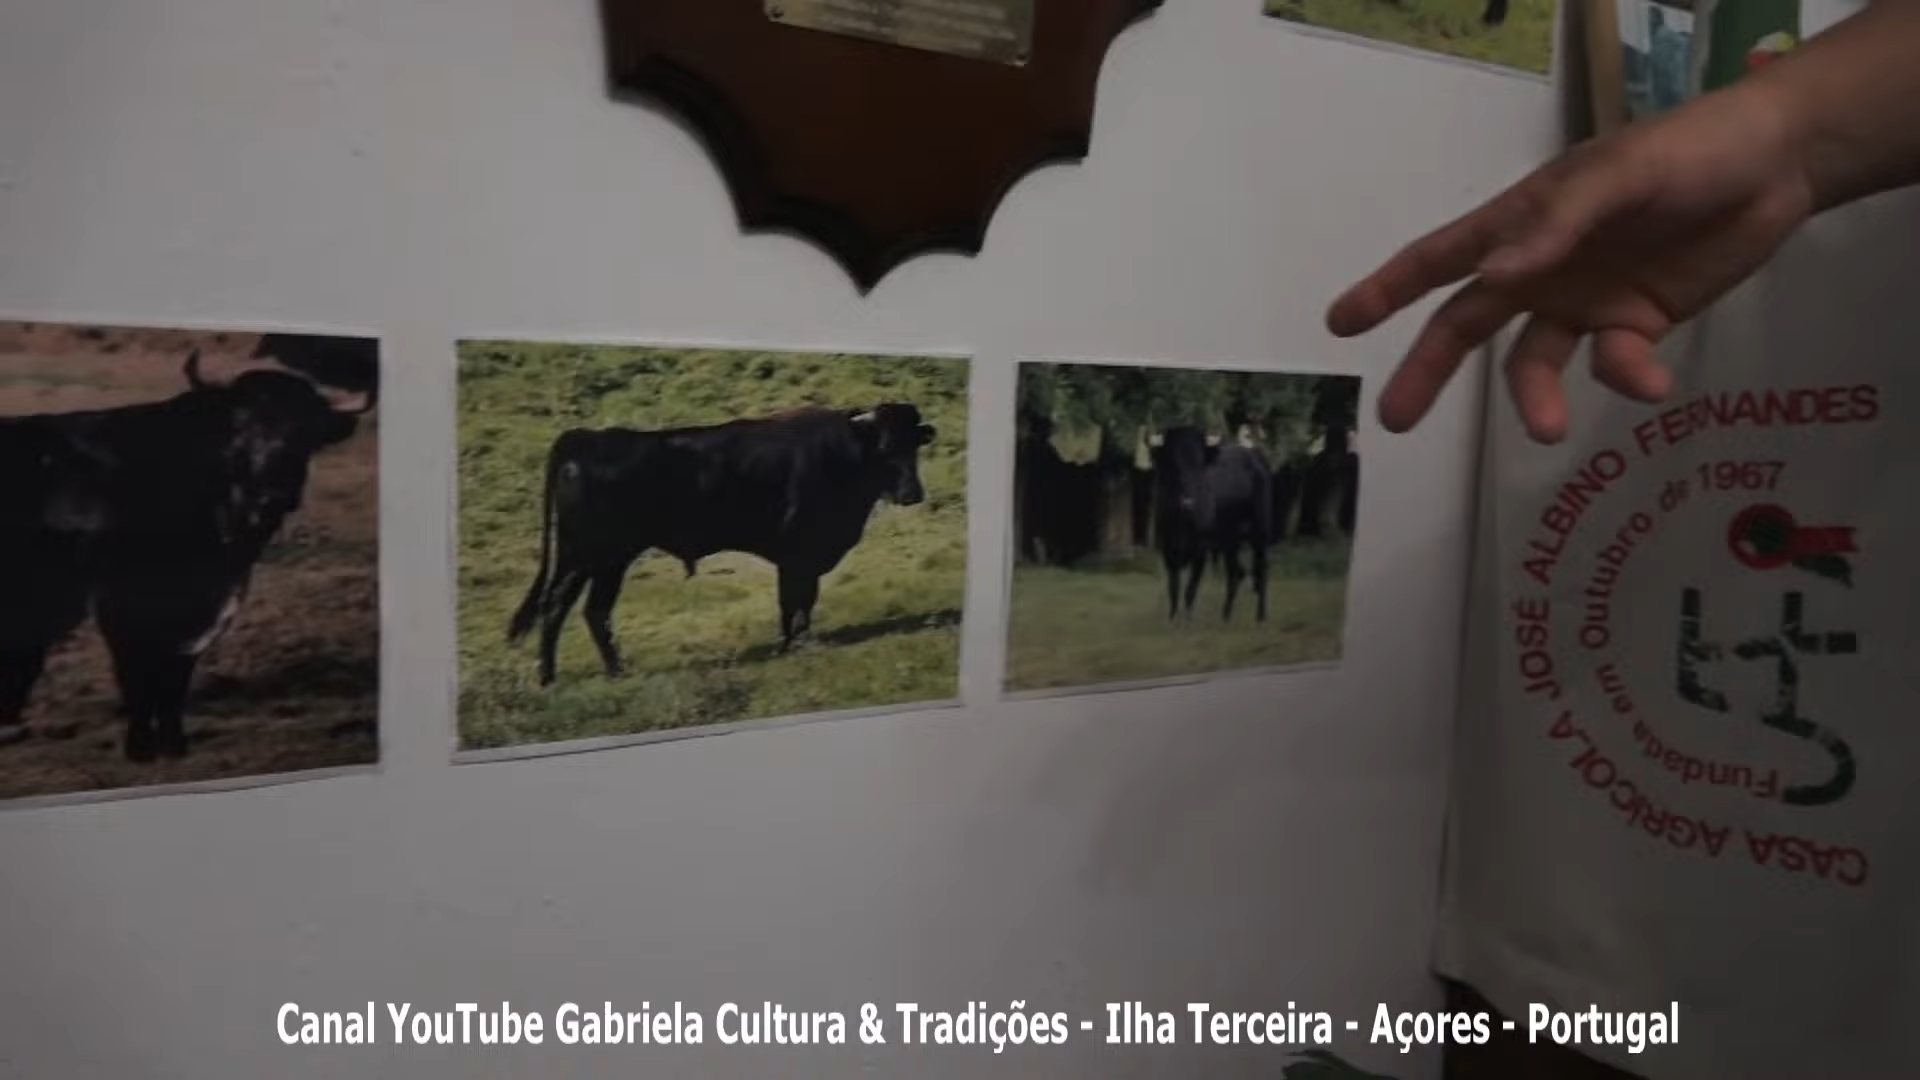 CASA AGRÍCOLA JOSÉ ALBINO FERNANDES
Fundada em Outubro de 1967
Canal YouTube Gabriela Cultura & Tradições - Ilha Terceira - Açores - Portugal